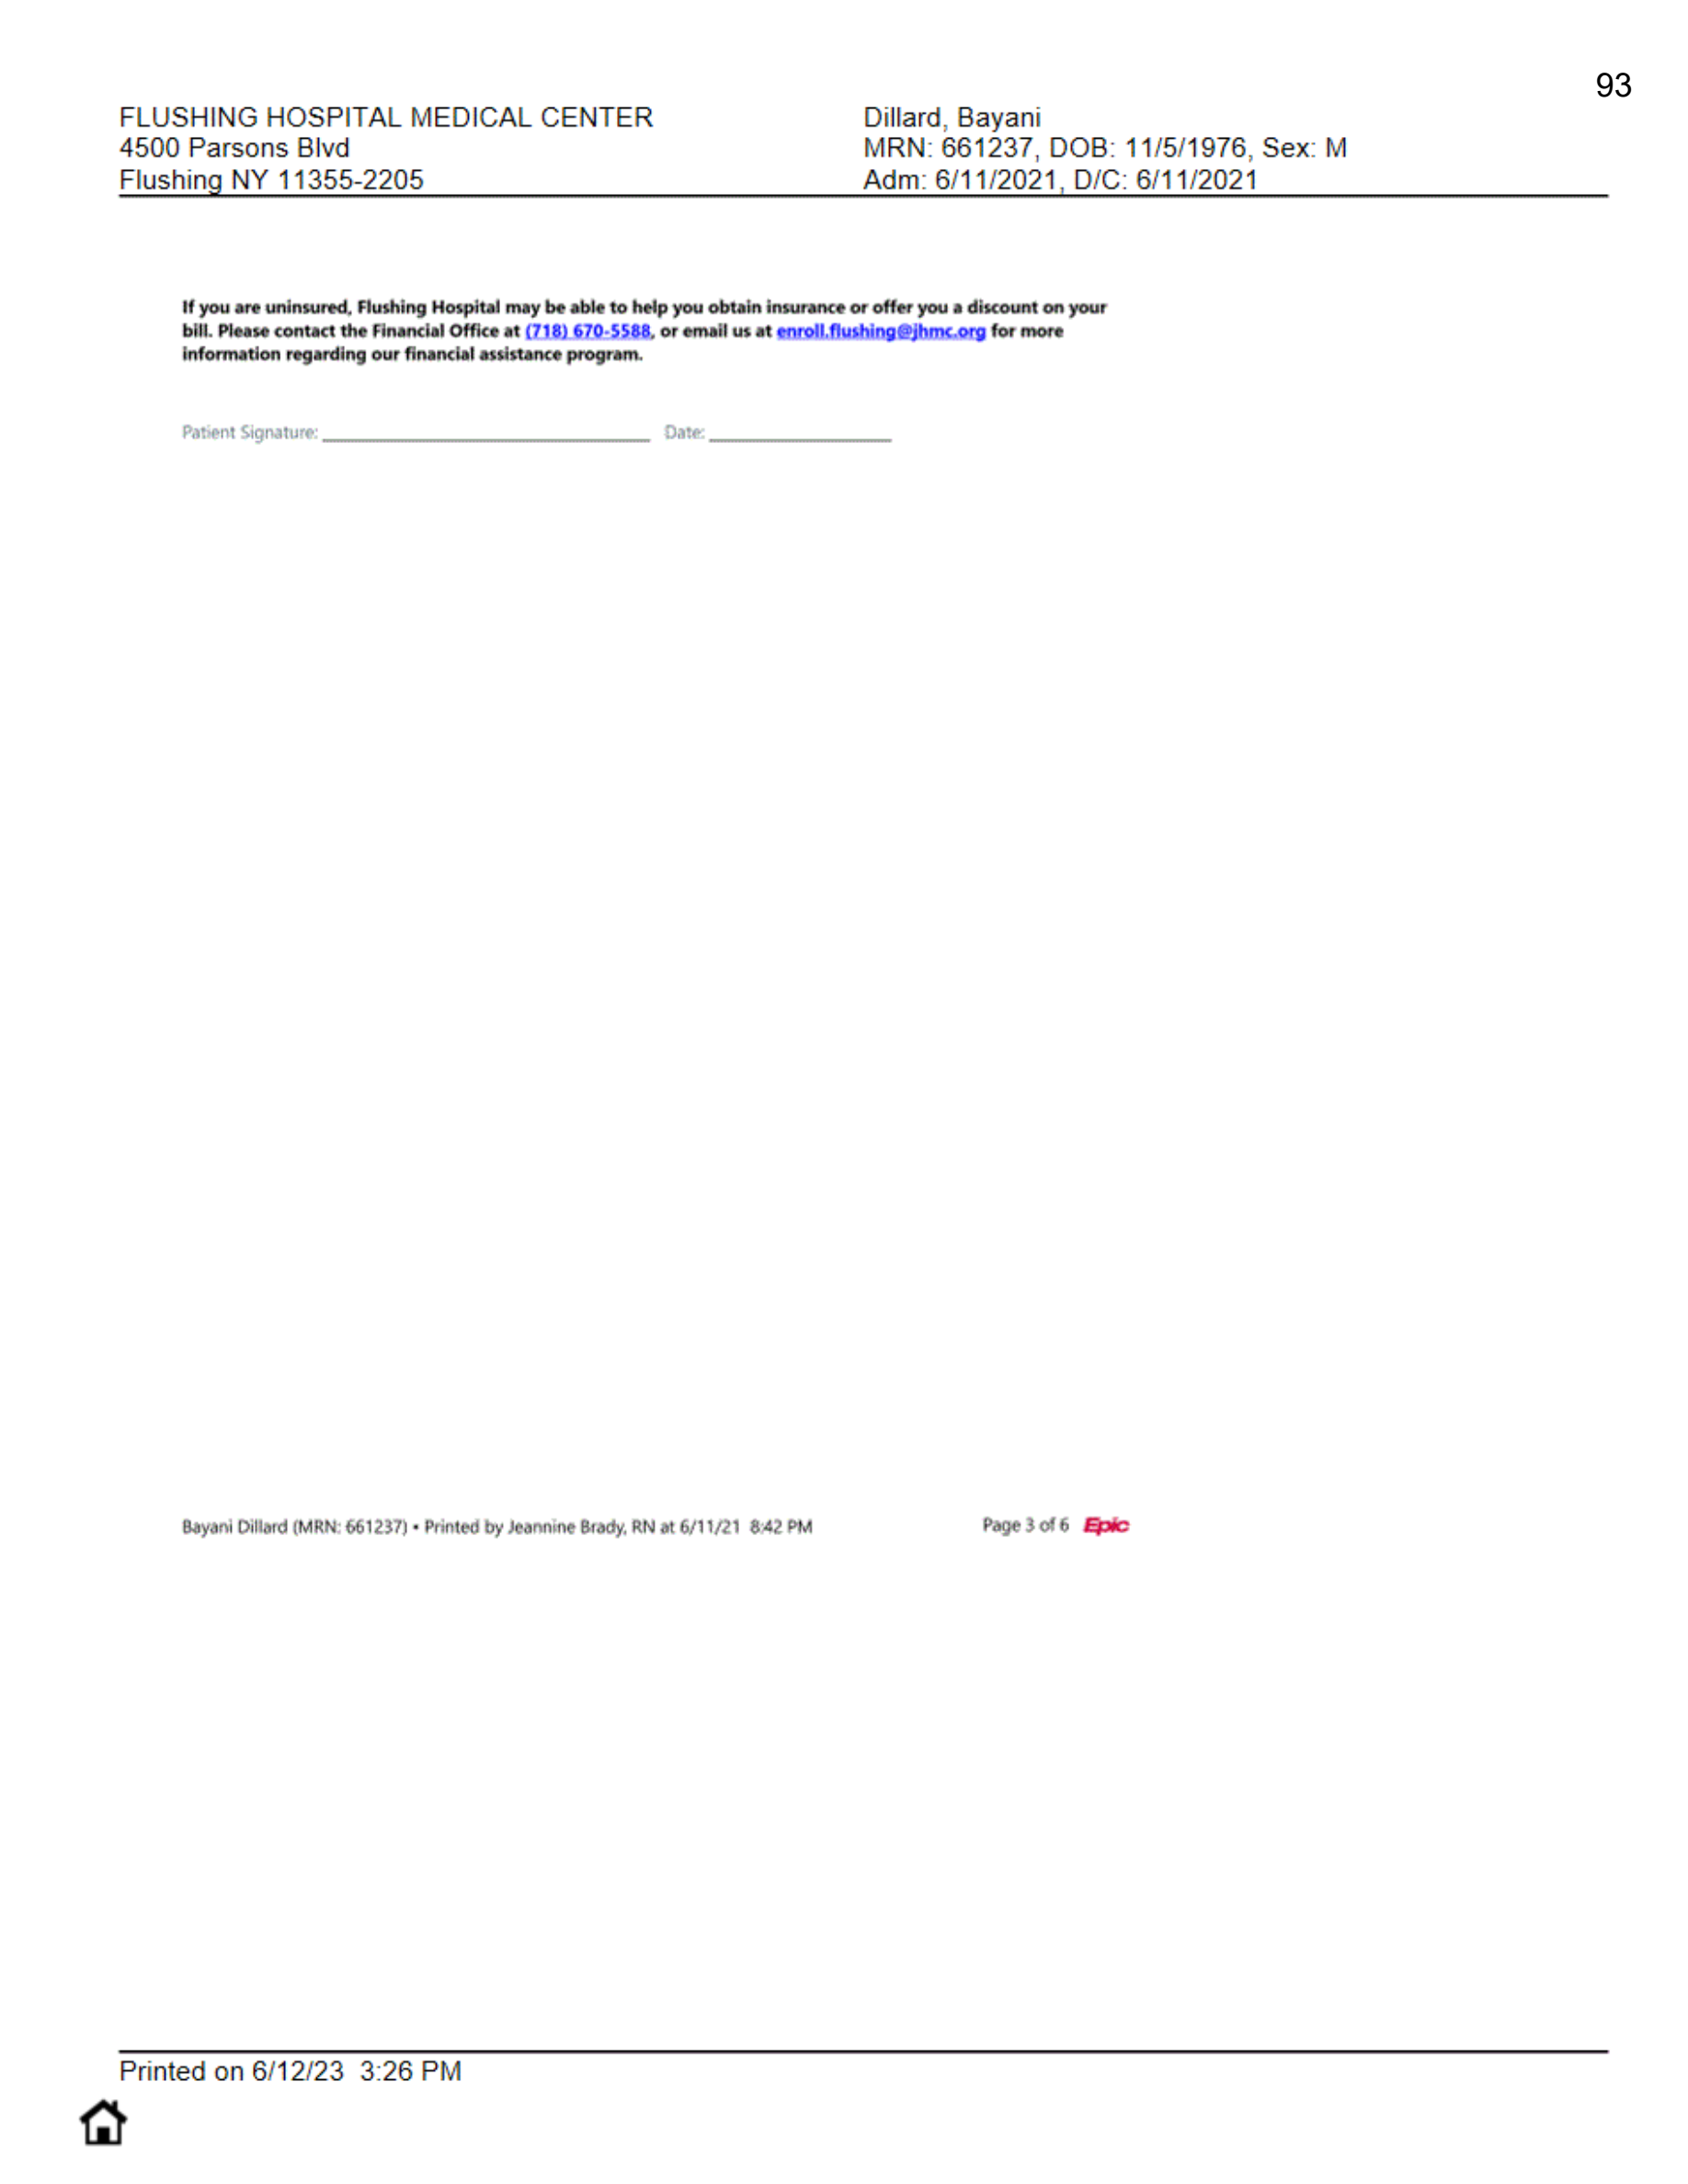 93
FLUSHING HOSPITAL MEDICAL CENTER
4500 Parsons Blvd
Flushing NY 11355-2205
Dillard, Bayani
MRN: 661237, DOB: 11/5/1976, Sex: M
Adm: 6/11/2021, D/C: 6/11/2021
If you are uninsured, Flushing Hospital may be able to help you obtain insurance or offer you a discount on your
bill. Please contact the Financial Office at (718) 670-5588, or email us at enroll.flushing@jhmc.org for more
information regarding our financial assistance program.
Patient Signature: ____________________ Date: ____________
Bayani Dillard (MRN: 661237) • Printed by Jeannine Brady, RN at 6/11/21 8:42 PM
Page 3 of 6 Epic
Printed on 6/12/23 3:26 PM